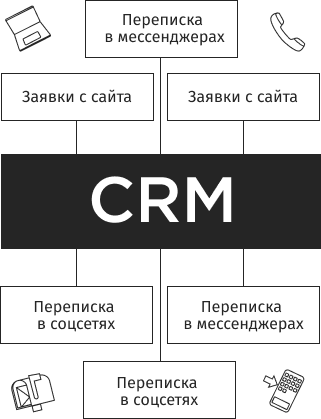 Переписка
в мессенджерах
Заявки с сайта
Заявки с сайта
CRM
Переписка
в соцсетях
Переписка
в мессенджерах
Переписка
в соцсетях